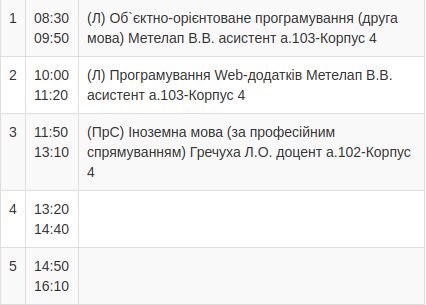 1 08:30 (Л) Об`єктно-орієнтоване програмування (друга
09:50 мова) Метелап В.В. асистент а.103-Корпус 4
2 10:00 (Л) Програмування Web-додатків Метелап В.В.
11:20 асистент а.103-Корпус 4
3 11:50 (ПрС) Іноземна мова (за професійним
13:10 спрямуванням) Гречуха Л.О. доцент а.102-Корпус
4
4 13:20
14:40
5 14:50
16:10